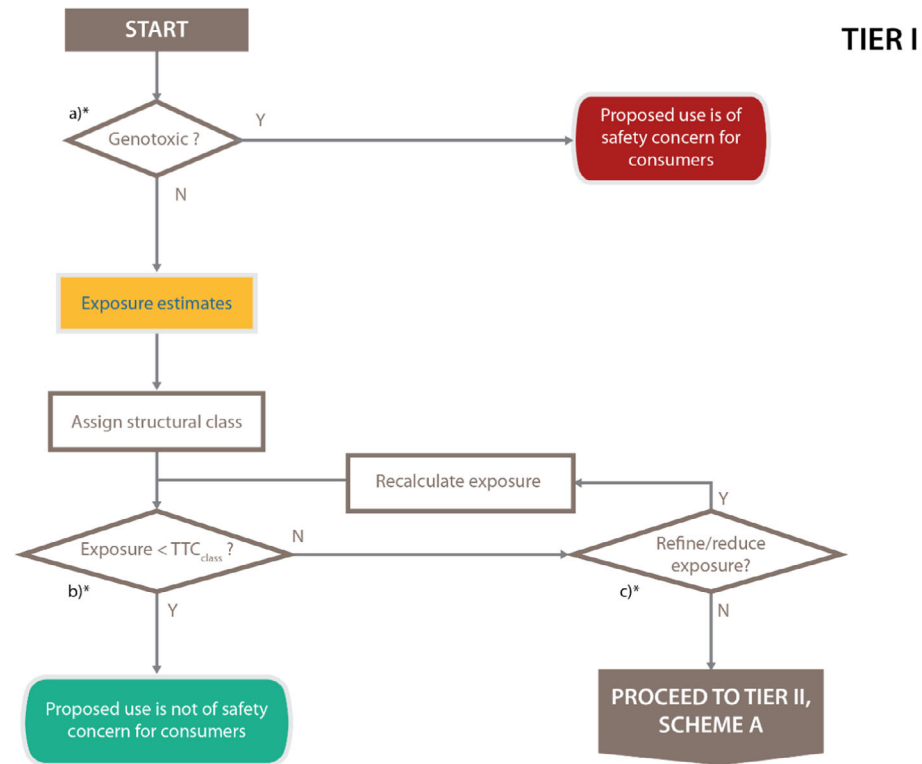 START
TIER I
a)*
Genotoxic ?
Y
Proposed use is of
safety concern for
consumers
N
Exposure estimates
Assign structural class
Recalculate exposure
Y
Exposure < TTCclass ?
N
Refine/reduce
exposure?
b)*
Y
c)*
N
Proposed use is not of safety
concern for consumers
PROCEED TO TIER II,
SCHEME A